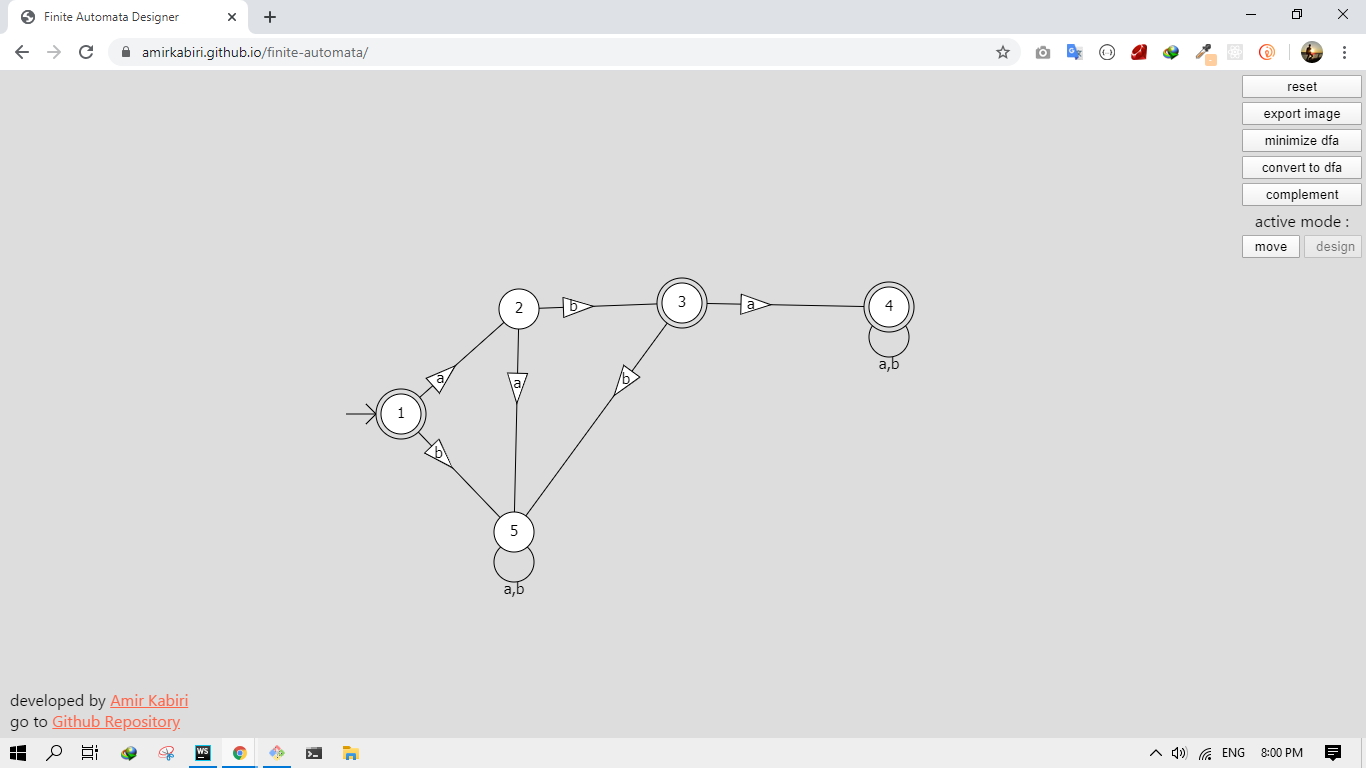 Finite Automata Designer
amirkabiri.github.io/finite-automata/
reset
export image
minimize dfa
convert to dfa
complement
active mode :
move design
2 b 3 a 4
a,b
a a b
1
b
5
a,b
developed by Amir Kabiri
go to Github Repository
WS
ENG 8:00 PM